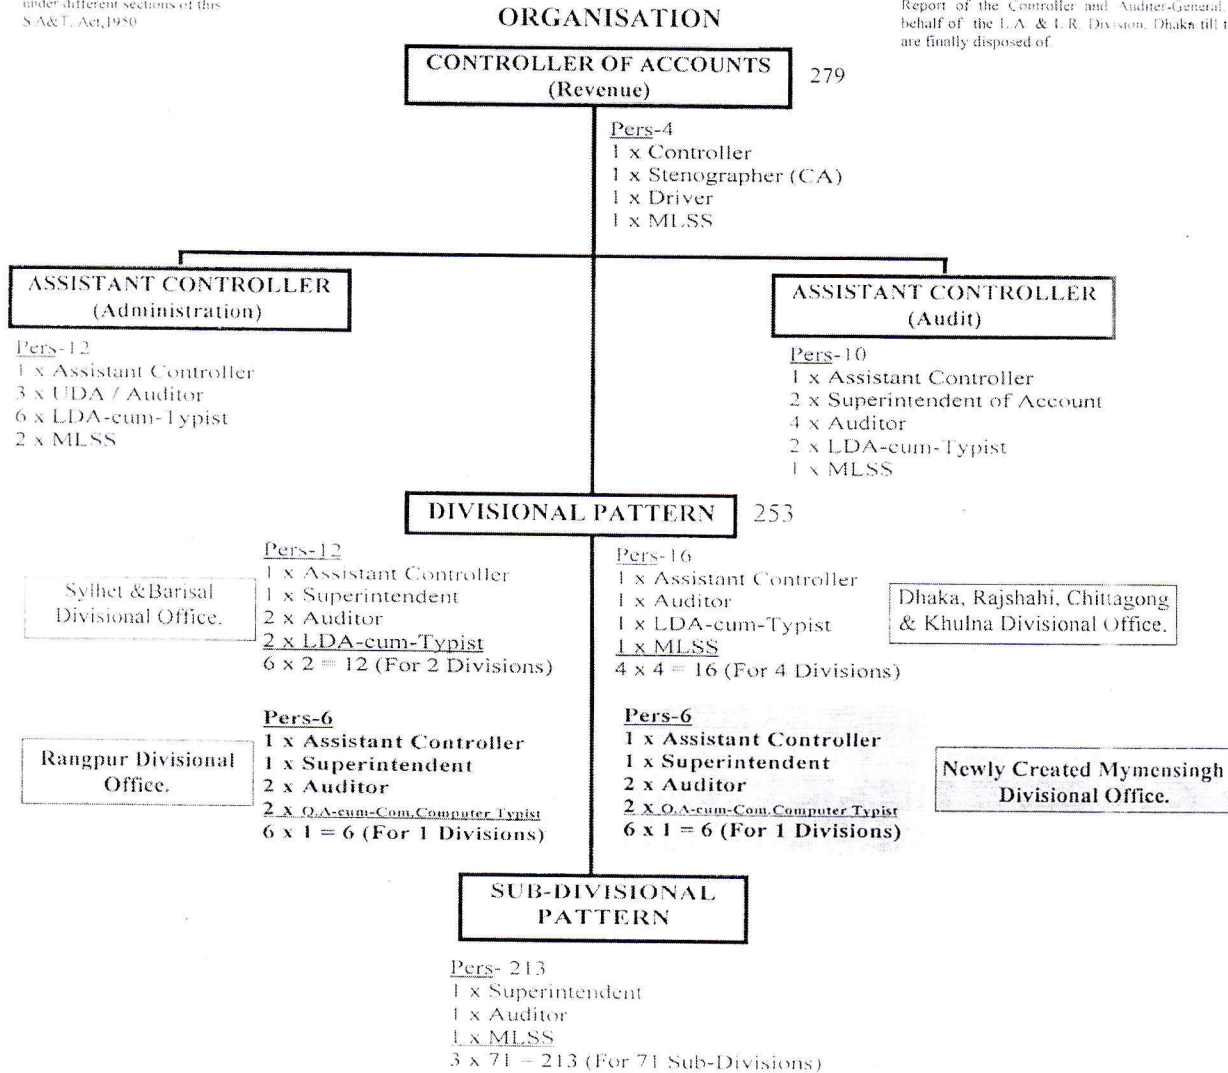 under different sections of this
S.A&T. Act,1950
Report of the Controller and Auditer-General,
behalf of the L.A. & L.R. Division, Dhaka till
are finally disposed of.
ORGANISATION
CONTROLLER OF ACCOUNTS
(Revenue)
279
Pers-4
1 x Controller
1 x Stenographer (CA)
1 x Driver
1 x MLSS
ASSISTANT CONTROLLER
(Administration)
Pers-12
1 x Assistant Controller
3 x UDA / Auditor
6 x LDA-cum-Typist
2 x MLSS
ASSISTANT CONTROLLER
(Audit)
Pers-10
1 x Assistant Controller
2 x Superintendent of Account
4 x Auditor
2 x LDA-cum-Typist
1 x MLSS
DIVISIONAL PATTERN
253
Sylhet &Barisal
Divisional Office.
Pers-12
1 x Assistant Controller
1 x Superintendent
2 x Auditor
2 x LDA-cum-Typist
6 x 2 = 12 (For 2 Divisions)
Pers-16
1 x Assistant Controller
1 x Auditor
1 x LDA-cum-Typist
1 x MLSS
4 x 4 = 16 (For 4 Divisions)
Dhaka, Rajshahi, Chittagong
& Khulna Divisional Office.
Rangpur Divisional
Office.
Pers-6
1 x Assistant Controller
1 x Superintendent
2 x Auditor
2 x O.A-cum-Com.Computer Typist
6 x 1 = 6 (For 1 Divisions)
Pers-6
1 x Assistant Controller
1 x Superintendent
2 x Auditor
2 x O.A-cum-Com.Computer Typist
6 x 1 = 6 (For 1 Divisions)
Newly Created Mymensingh
Divisional Office.
SUB-DIVISIONAL
PATTERN
Pers- 213
1 x Superintendent
1 x Auditor
1 x MLSS
3 x 71 = 213 (For 71 Sub-Divisions)